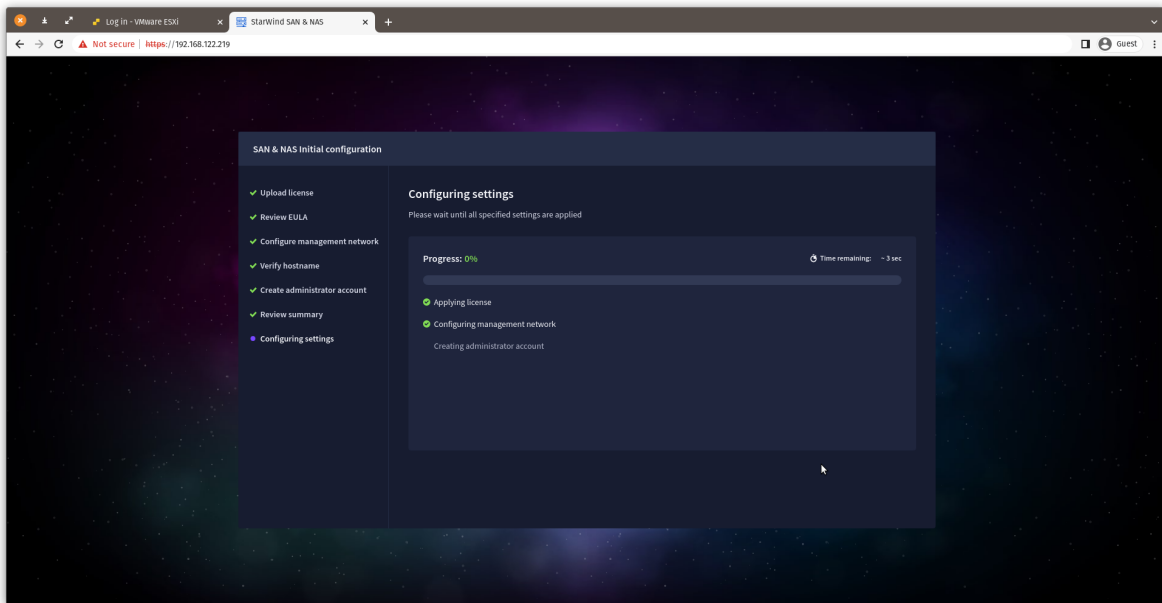 Log in - VMware ESXi
StarWind SAN & NAS
Not secure
https://192.168.122.219
Guest
SAN & NAS Initial configuration
Upload license
Review EULA
Configure management network
Verify hostname
Create administrator account
Review summary
Configuring settings
Configuring settings
Please wait until all specified settings are applied
Progress: 0%
Time remaining: ~ 3 sec
Applying license
Configuring management network
Creating administrator account